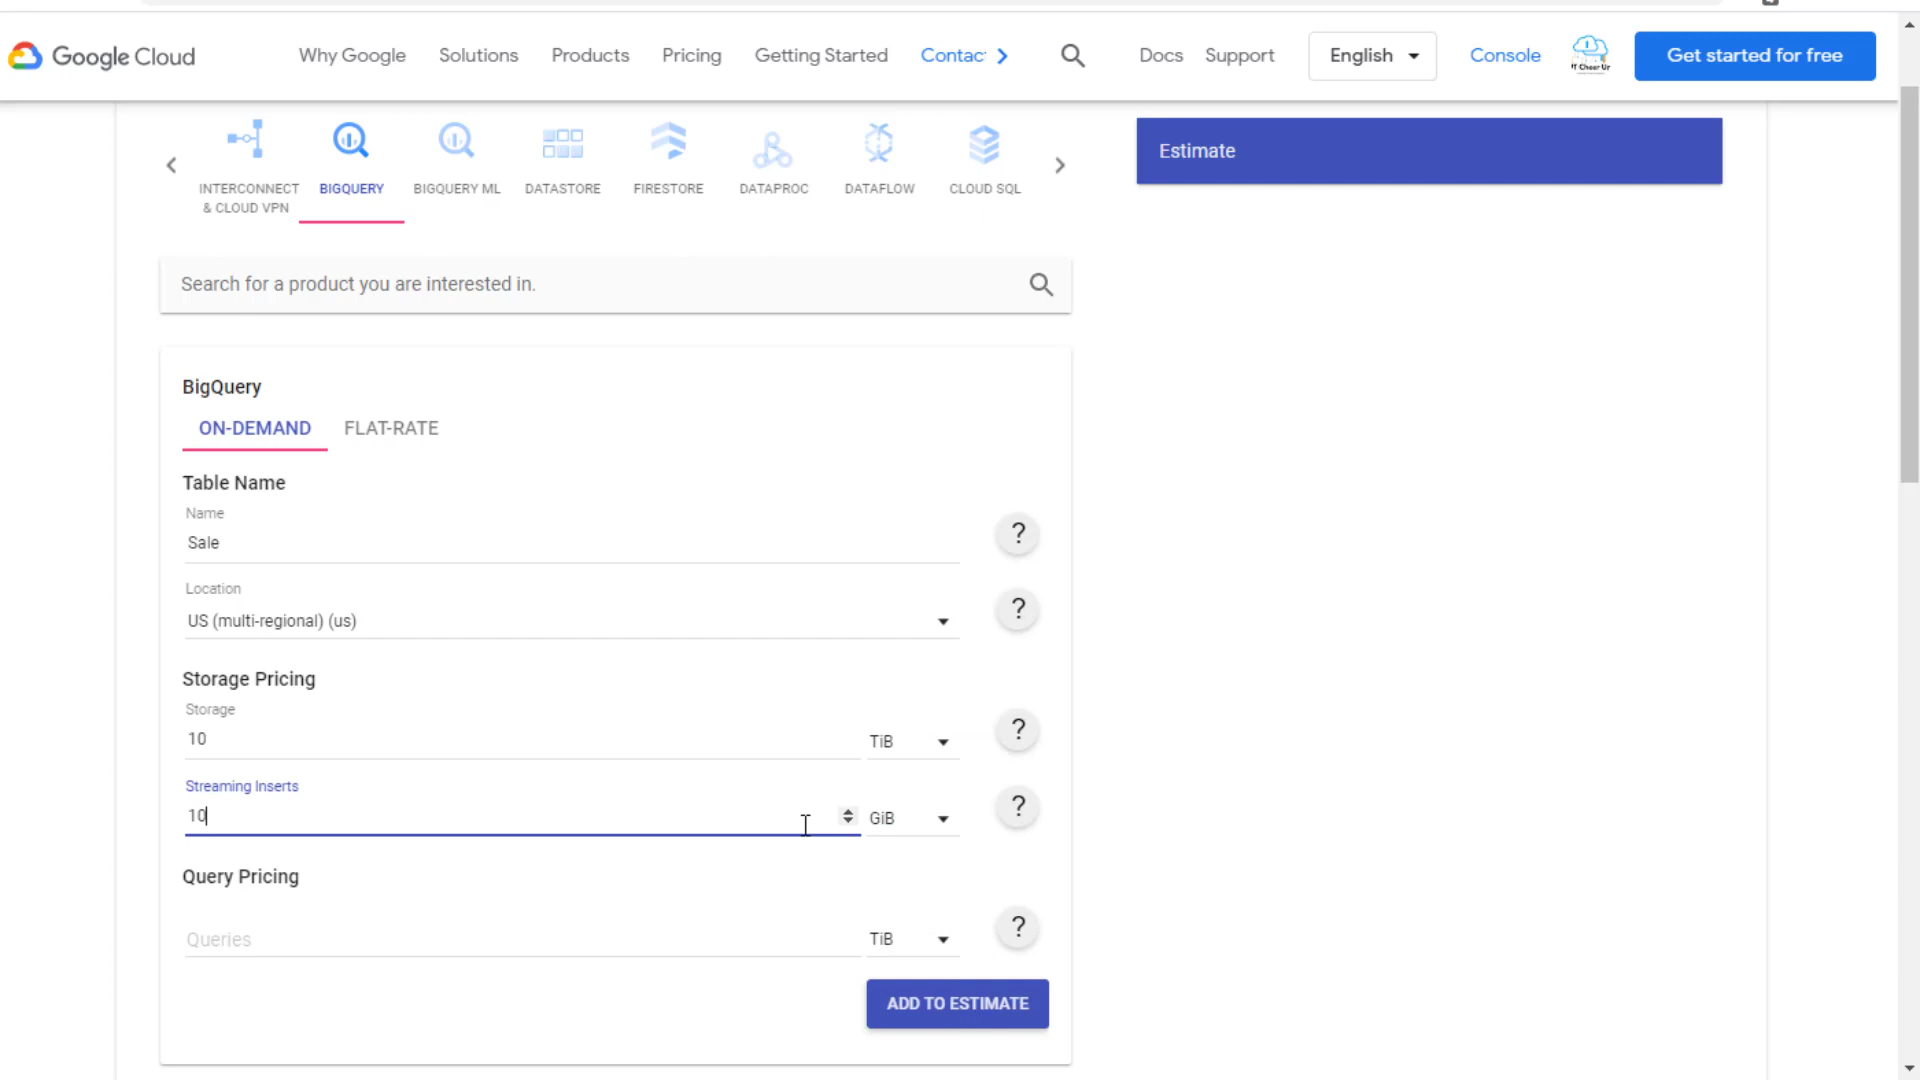 Google Cloud Why Google Solutions Products Pricing Getting Started Contac Docs Support English Console IT Cheer Up Get started for free
INTERCONNECT & CLOUD VPN
BIGQUERY
BIGQUERY ML
DATASTORE
FIRESTORE
DATAPROC
DATAFLOW
CLOUD SQL
Estimate
Search for a product you are interested in.
BigQuery
ON-DEMAND FLAT-RATE
Table Name
Name
Sale
?
Location
US (multi-regional) (us)
?
Storage Pricing
Storage
10 TiB
?
Streaming Inserts
10 GiB
?
Query Pricing
Queries TiB
?
ADD TO ESTIMATE